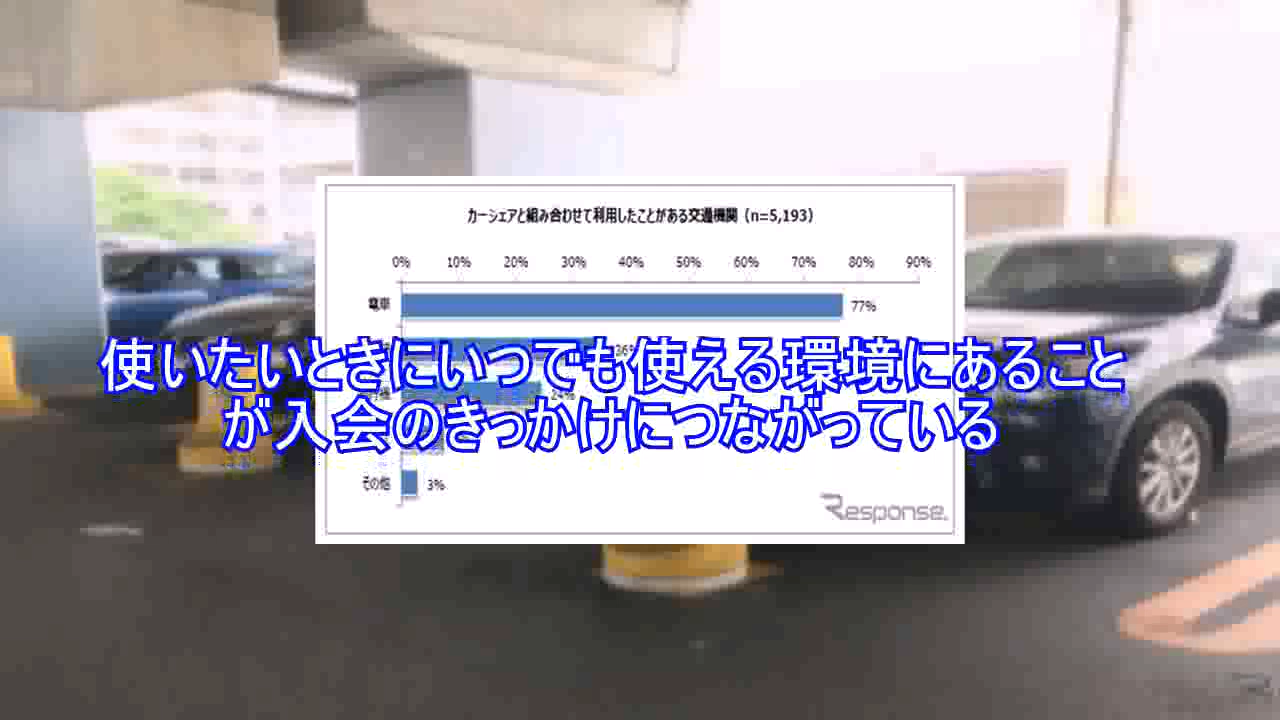 カーシェアと組み合わせて利用したことがある交通機関 (n=5,193)
0% 10% 20% 30% 40% 50% 60% 70% 80% 90%
電車
77%
36%
使いたいときにいつでも使える環境にあること
24%
が入会のきっかけにつながっている
その他
3%
Response.